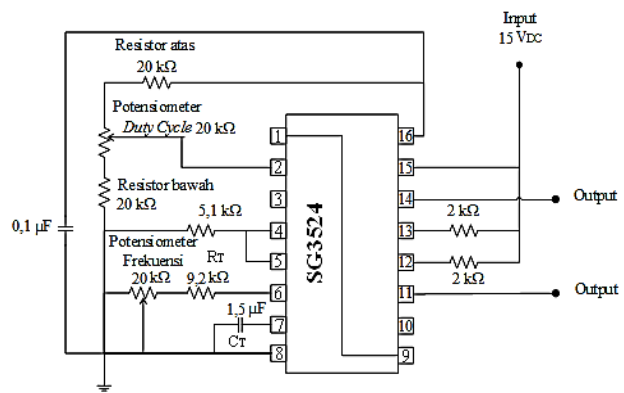 Input
15 VDC
Resistor atas
20 kΩ
Potensiometer
Duty Cycle 20 kΩ
Resistor bawah
20 kΩ
0,1 μF
5,1 kΩ
Potensiometer
Frekuensi
20 kΩ
RT
9,2 kΩ
1,5 μF
CT
1
2
3
4
5
6
7
8
SG3524
16
15
14
13
12
11
10
9
2 kΩ
2 kΩ
Output
Output